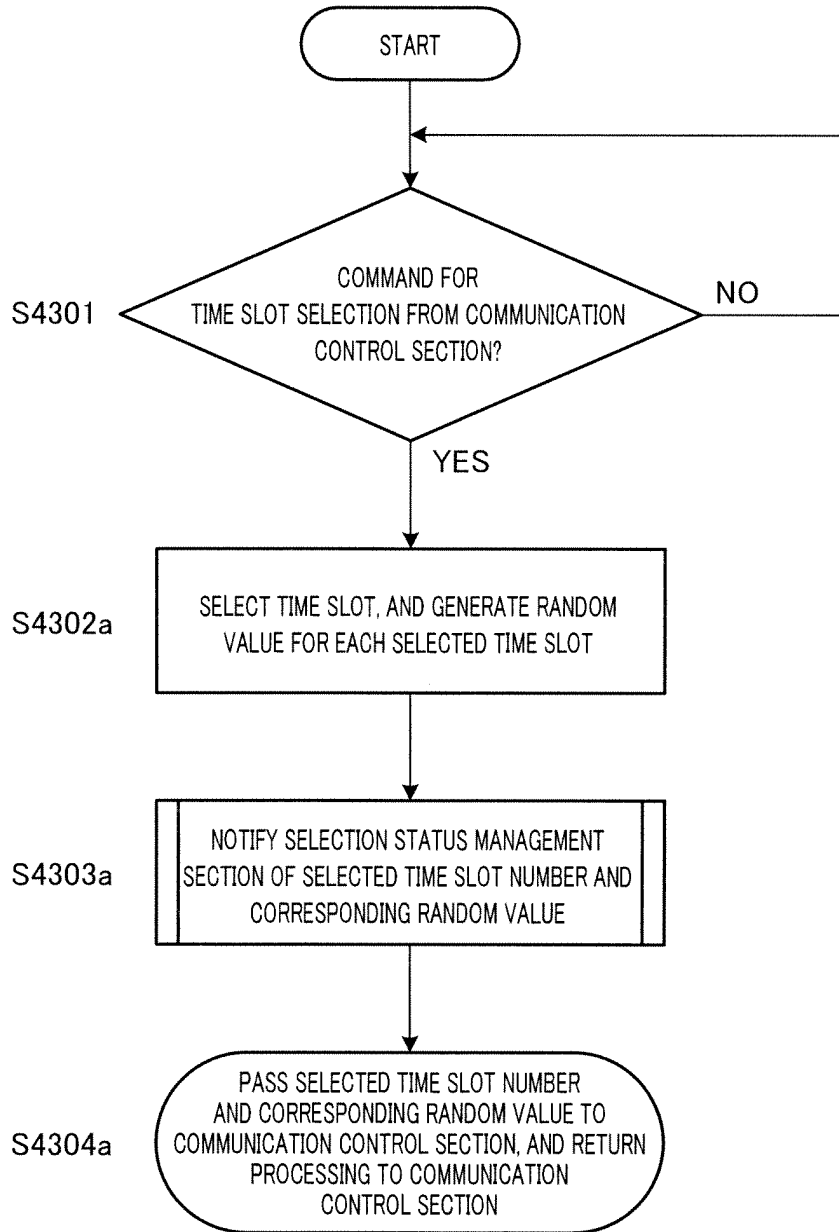 START
COMMAND FOR
TIME SLOT SELECTION FROM COMMUNICATION
CONTROL SECTION?
S4301
NO
YES
S4302a
SELECT TIME SLOT, AND GENERATE RANDOM
VALUE FOR EACH SELECTED TIME SLOT
S4303a
NOTIFY SELECTION STATUS MANAGEMENT
SECTION OF SELECTED TIME SLOT NUMBER AND
CORRESPONDING RANDOM VALUE
S4304a
PASS SELECTED TIME SLOT NUMBER
AND CORRESPONDING RANDOM VALUE TO
COMMUNICATION CONTROL SECTION, AND RETURN
PROCESSING TO COMMUNICATION
CONTROL SECTION